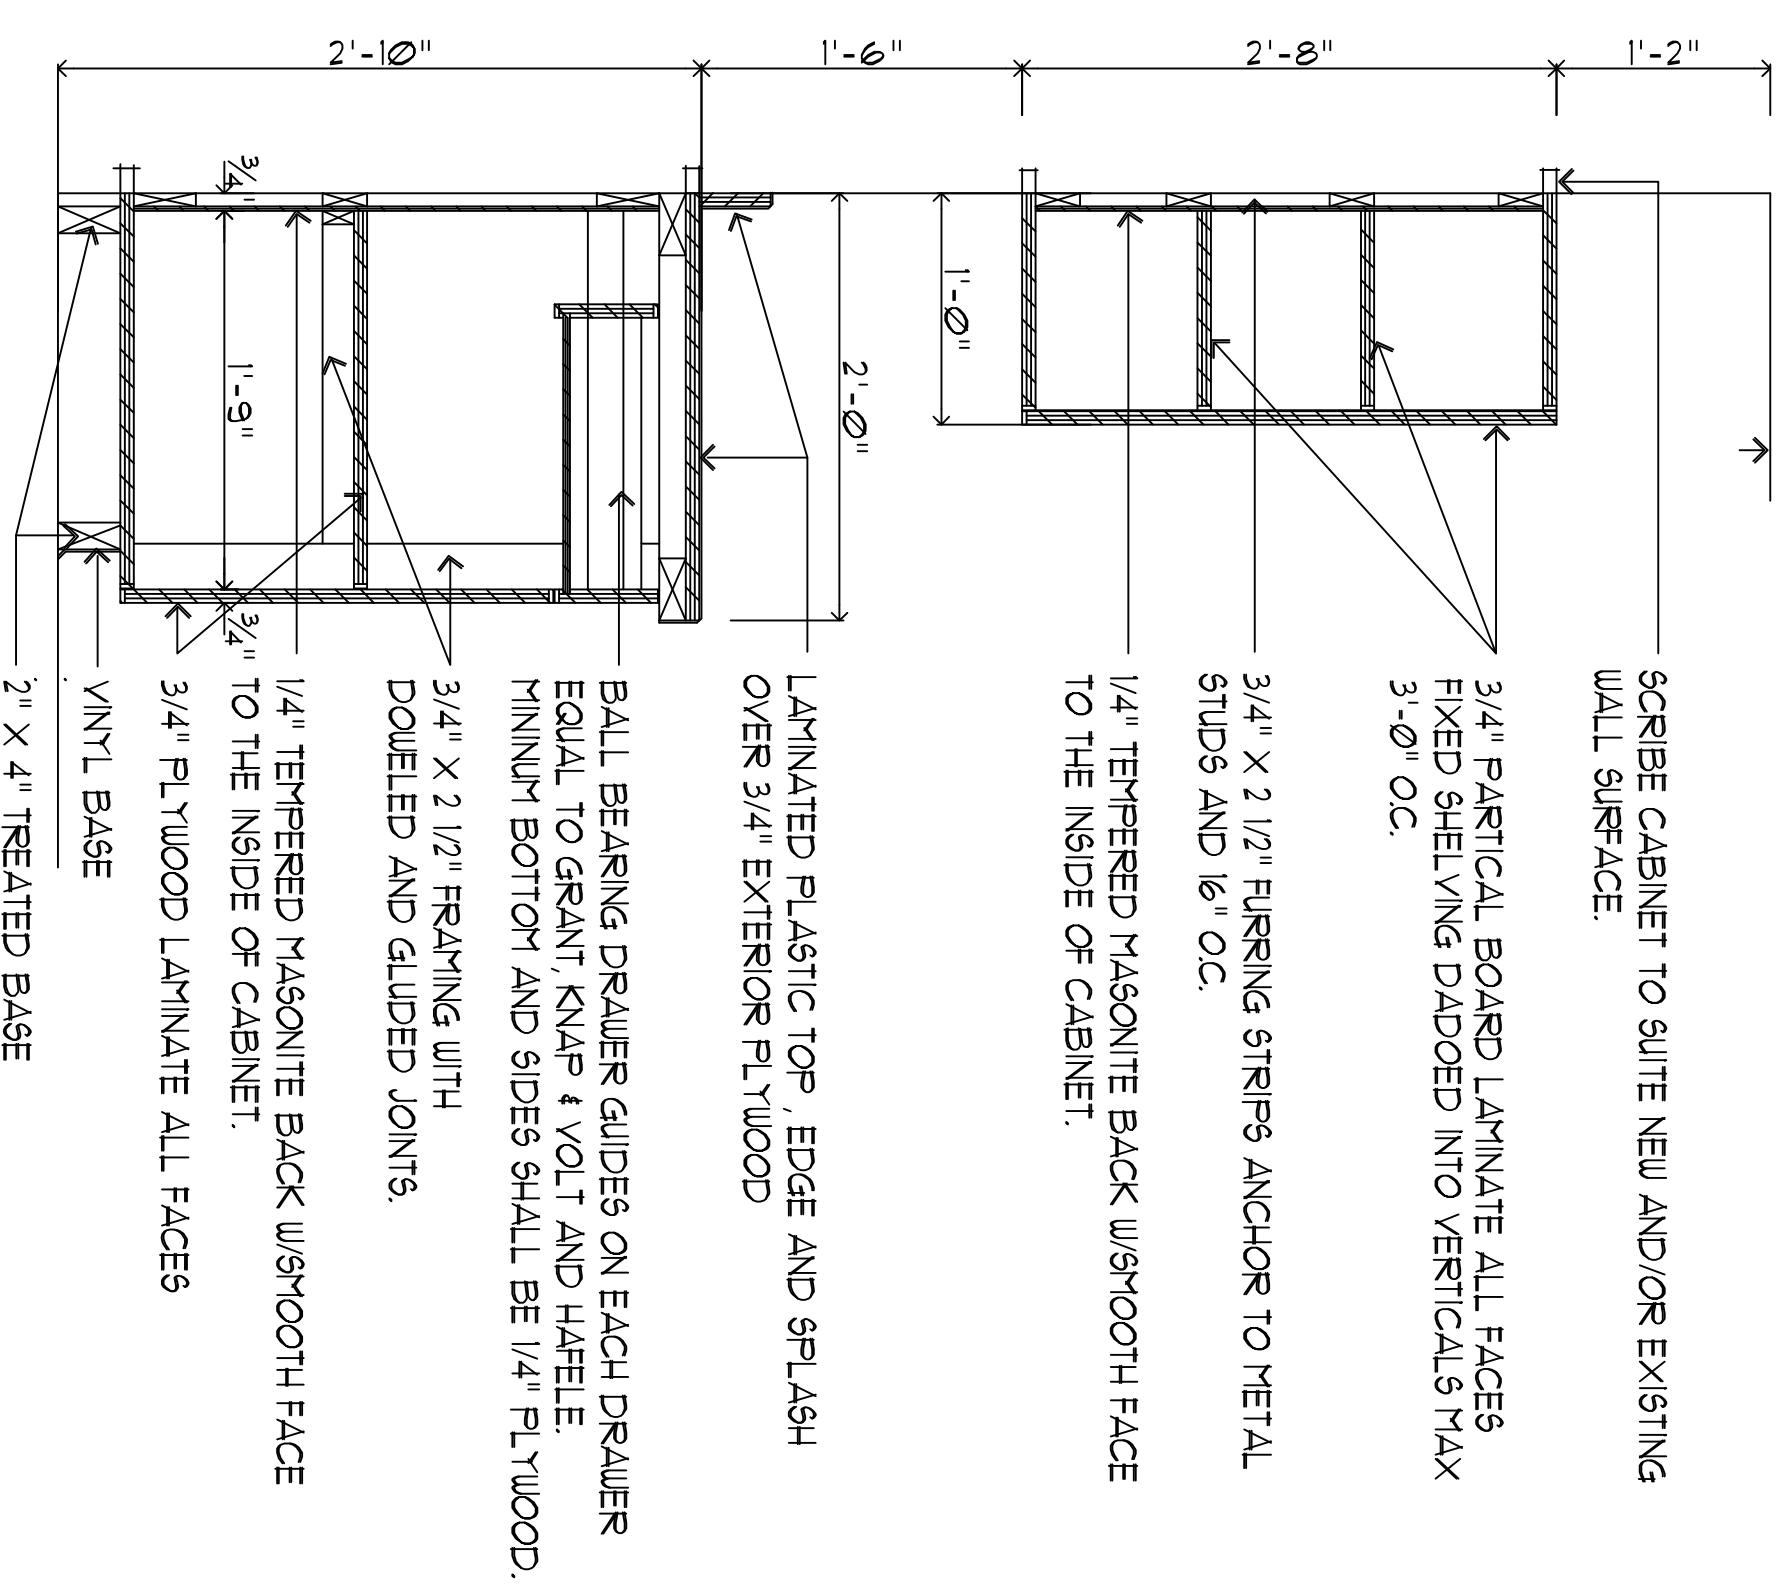 SCRIBE CABINET TO SUITE NEW AND/OR EXISTING
WALL SURFACE.
3/4" PARTICAL BOARD LAMINATE ALL FACES
FIXED SHELVING DADOED INTO VERTICALS MAX
3'-0" O.C.
3/4" X 2 1/2" FURRING STRIPS ANCHOR TO METAL
STUDS AND 16" O.C.
1/4" TEMPERED MASONITE BACK W/SMOOTH FACE
TO THE INSIDE OF CABINET.
LAMINATED PLASTIC TOP , EDGE AND SPLASH
OVER 3/4" EXTERIOR PLYWOOD
BALL BEARING DRAWER GUIDES ON EACH DRAWER
EQUAL TO GRANT, KNAP & VOLT AND HAFELE.
MININUM BOTTOM AND SIDES SHALL BE 1/4" PLYWOOD.
3/4" X 2 1/2" FRAMING WITH
DOWELED AND GLUDED JOINTS.
1/4" TEMPERED MASONITE BACK W/SMOOTH FACE
TO THE INSIDE OF CABINET.
3/4" PLYWOOD LAMINATE ALL FACES
VINYL BASE
2" X 4" TREATED BASE
1'-2"
2'-8"
1'-6"
2'-10"
1'-0"
2'-0"
3/4"
1'-9"
3/4"